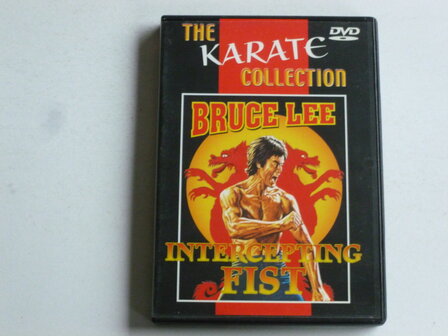 THE
DVD
KARATE
COLLECTION
BRUCE LEE
INTERCEPTING
FIST